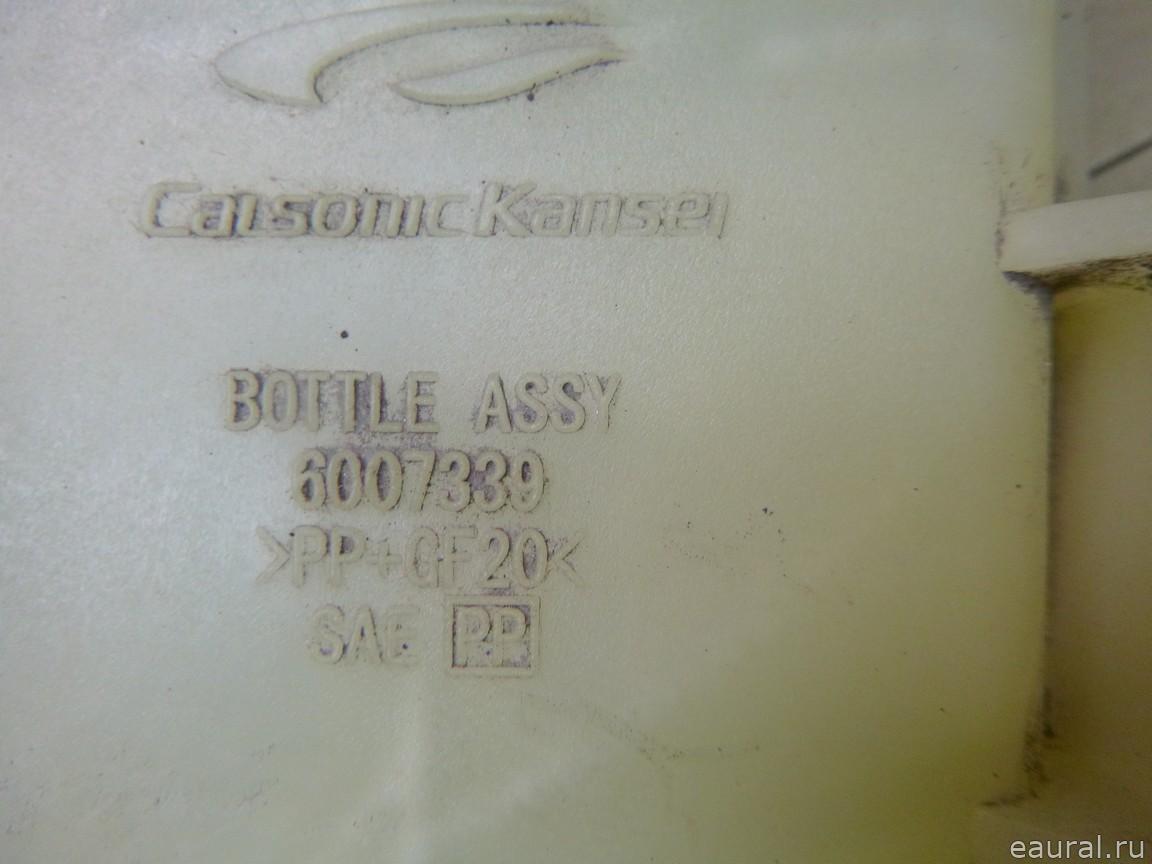 CalsonicKansei
BOTTLE ASSY
6007339
>PP+GF20<
SAE PP
eaural.ru